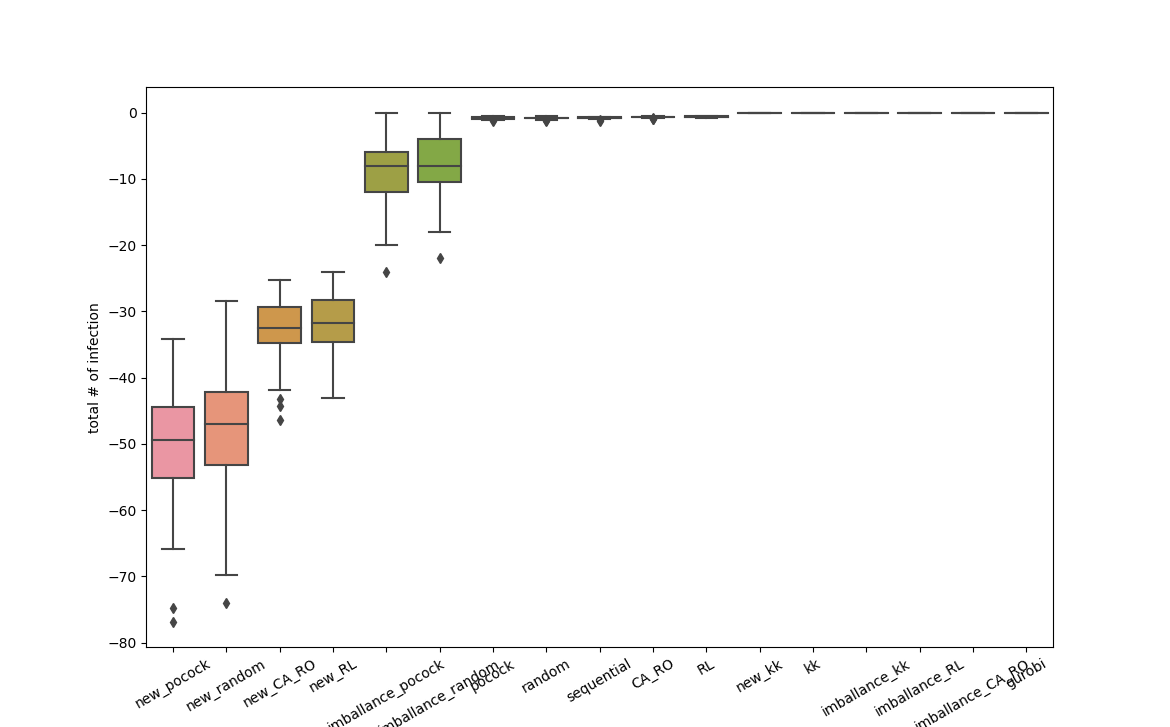 0
−10
−20
−30
−40
−50
−60
−70
−80
total # of infection
new_pocock
new_random
new_CA_RO
new_RL
imballance_pocock
imballance_random
pocock
random
sequential
CA_RO
RL
new_kk
kk
imballance_kk
imballance_RL
imballance_CA_RO
gurobi